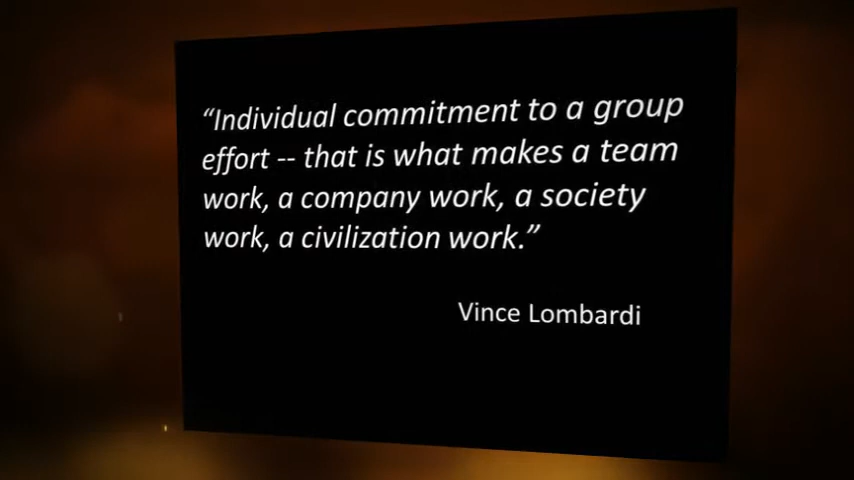 “Individual commitment to a group
effort -- that is what makes a team
work, a company work, a society
work, a civilization work.”
Vince Lombardi